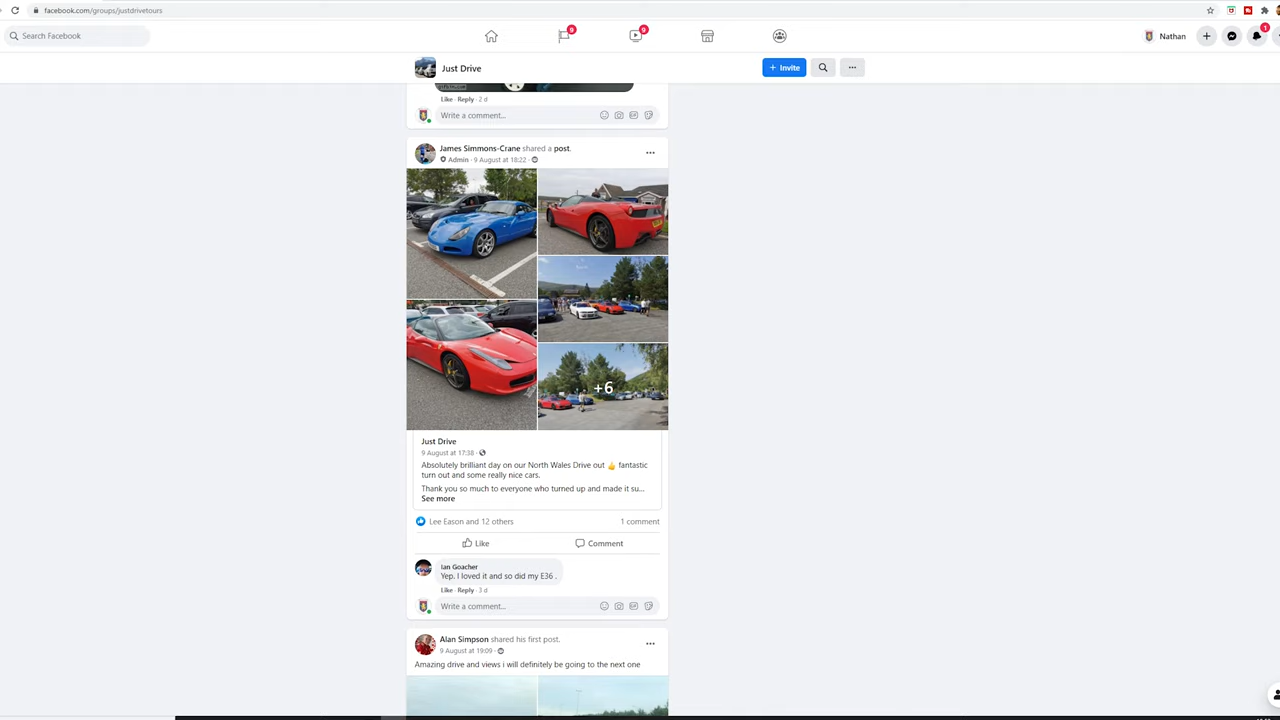 facebook.com/groups/justdrivetours
Search Facebook
9
9
Nathan
1
Just Drive
+ Invite
Like · Reply · 2 d
Write a comment...
James Simmons-Crane shared a post.
Admin · 9 August at 18:22 ·
+6
Just Drive
9 August at 17:38 ·
Absolutely brilliant day on our North Wales Drive out 👍 fantastic
turn out and some really nice cars.
Thank you so much to everyone who turned up and made it su...
See more
Lee Eason and 12 others
1 comment
Like
Comment
Ian Goacher
Yep. I loved it and so did my E36 .
Like · Reply · 3 d
Write a comment...
Alan Simpson shared his first post.
9 August at 19:09 ·
Amazing drive and views i will definitely be going to the next one